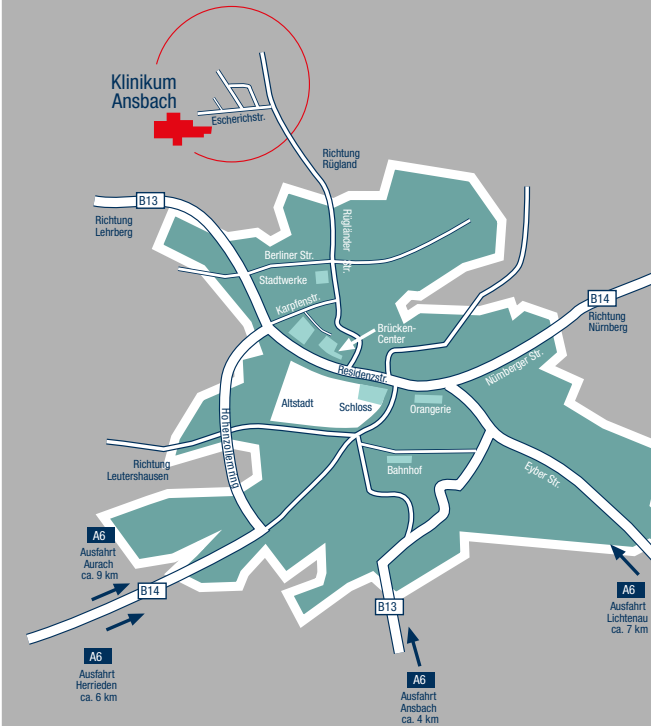 Klinikum
Ansbach
Escherichstr.
Richtung
Rügland
B13
Richtung
Lehrberg
Rügländer Str.
Berliner Str.
Stadtwerke
Karpfenstr.
B14
Richtung
Nürnberg
Brücken-
Center
Nürnberger Str.
Residenzstr.
Altstadt
Schloss
Orangerie
Hohenzollernring
Richtung
Leutershausen
Bahnhof
Eyber Str.
A6
Ausfahrt
Aurach
ca. 9 km
B14
B13
A6
Ausfahrt
Lichtenau
ca. 7 km
A6
Ausfahrt
Herrieden
ca. 6 km
A6
Ausfahrt
Ansbach
ca. 4 km